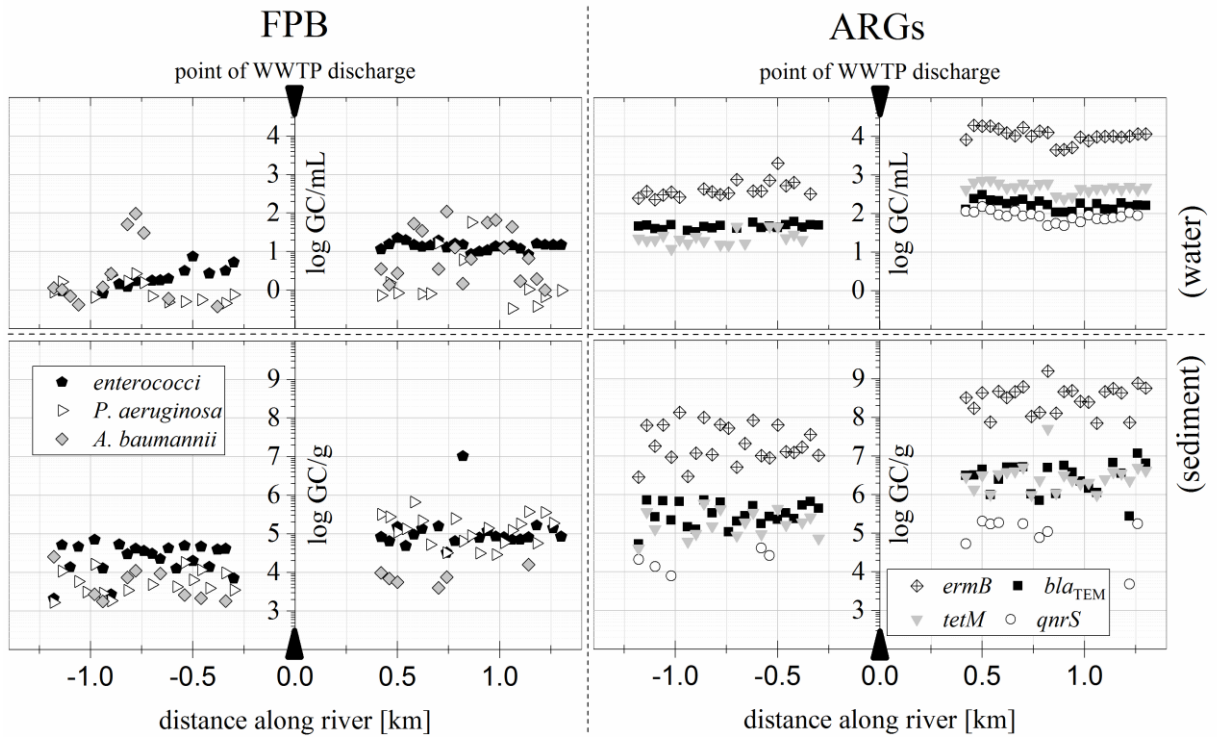 FPB
ARGs
point of WWTP discharge
point of WWTP discharge
4
3
2
1
0
log GC/mL
4
3
2
1
0
log GC/mL
(water)
enterococci
P. aeruginosa
A. baumannii
9
8
7
6
5
4
3
log GC/g
9
8
7
6
5
4
3
log GC/g
(sediment)
ermB
blaTEM
tetM
qnrS
-1.0 -0.5 0.0 0.5 1.0
-1.0 -0.5 0.0 0.5 1.0
distance along river [km]
distance along river [km]